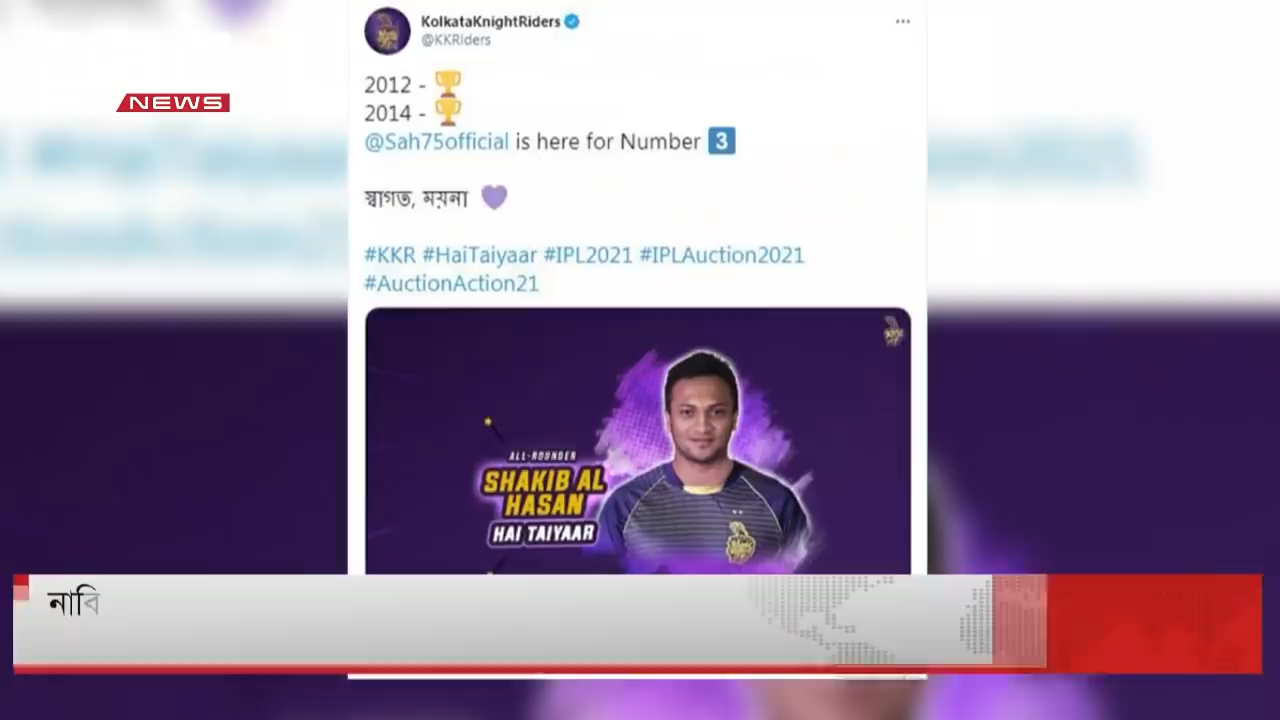 KolkataKnightRiders
@KKRiders
NEWS
2012 - 🏆
2014 - 🏆
@Sah75official is here for Number 3️⃣
স্বাগত, ময়না 💜
#KKR #HaiTaiyaar #IPL2021 #IPLAuction2021
#AuctionAction21
ALL-ROUNDER
SHAKIB AL
HASAN
HAI TAIYAAR
নাবি